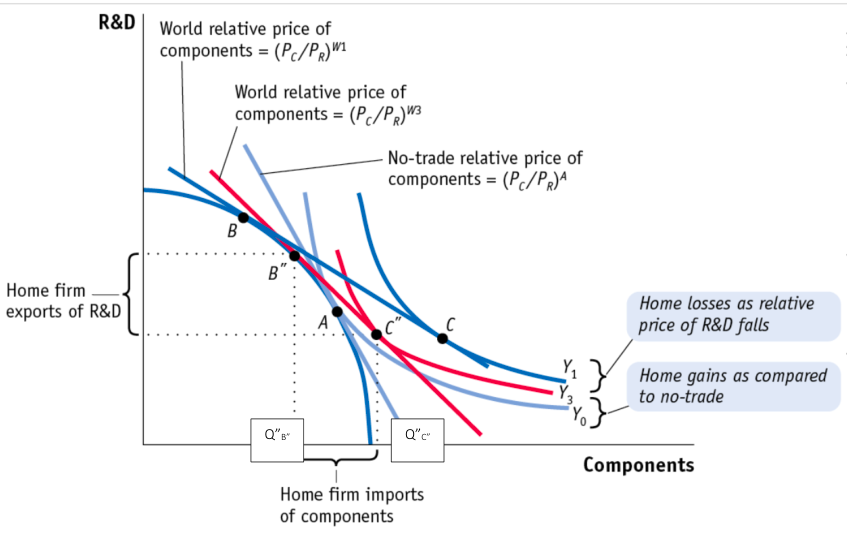 R&D
World relative price of
components = (P_C/P_R)^W1
World relative price of
components = (P_C/P_R)^W3
No-trade relative price of
components = (P_C/P_R)^A
B
B″
Home firm
exports of R&D
A
C″
C
Home losses as relative
price of R&D falls
Y_1
Y_3
Y_0
Home gains as compared
to no-trade
Q″_B″
Q″_C″
Components
Home firm imports
of components